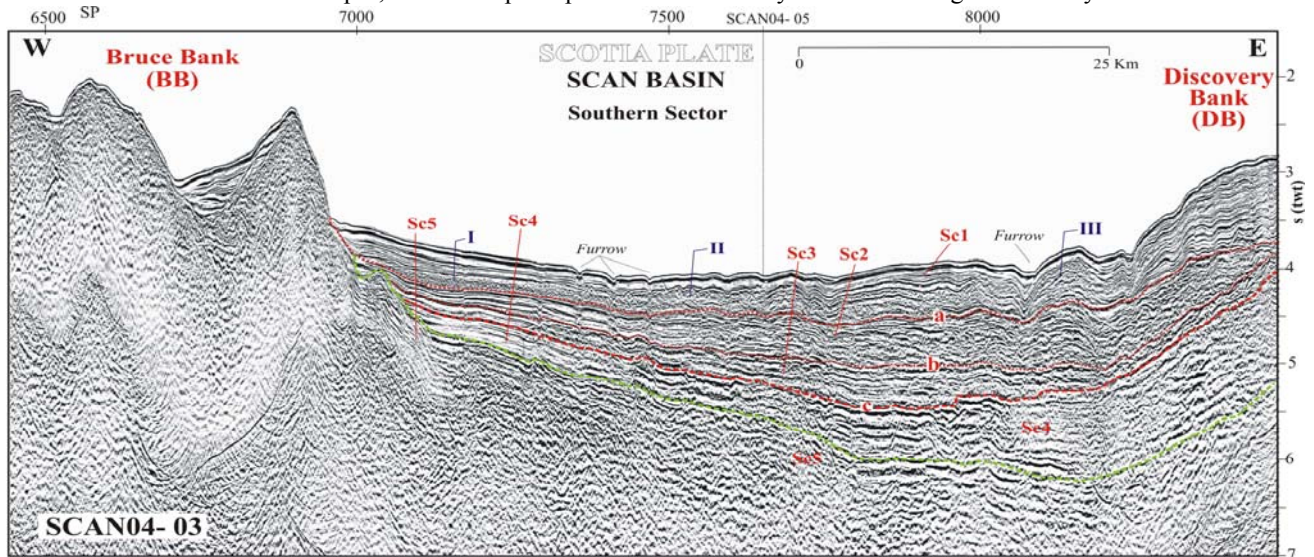 6500 SP 7000 7500 SCAN04- 05 8000
W E
Bruce Bank
(BB)
SCOTIA PLATE
SCAN BASIN
Southern Sector
0 25 Km
Discovery
Bank
(DB)
2
3
s (twt)
4
5
6
7
Sc5 Sc4
I
Furrow
II
Sc3 Sc2
Sc1
Furrow
III
a
b
c
Sc4
Sc5
SCAN04- 03